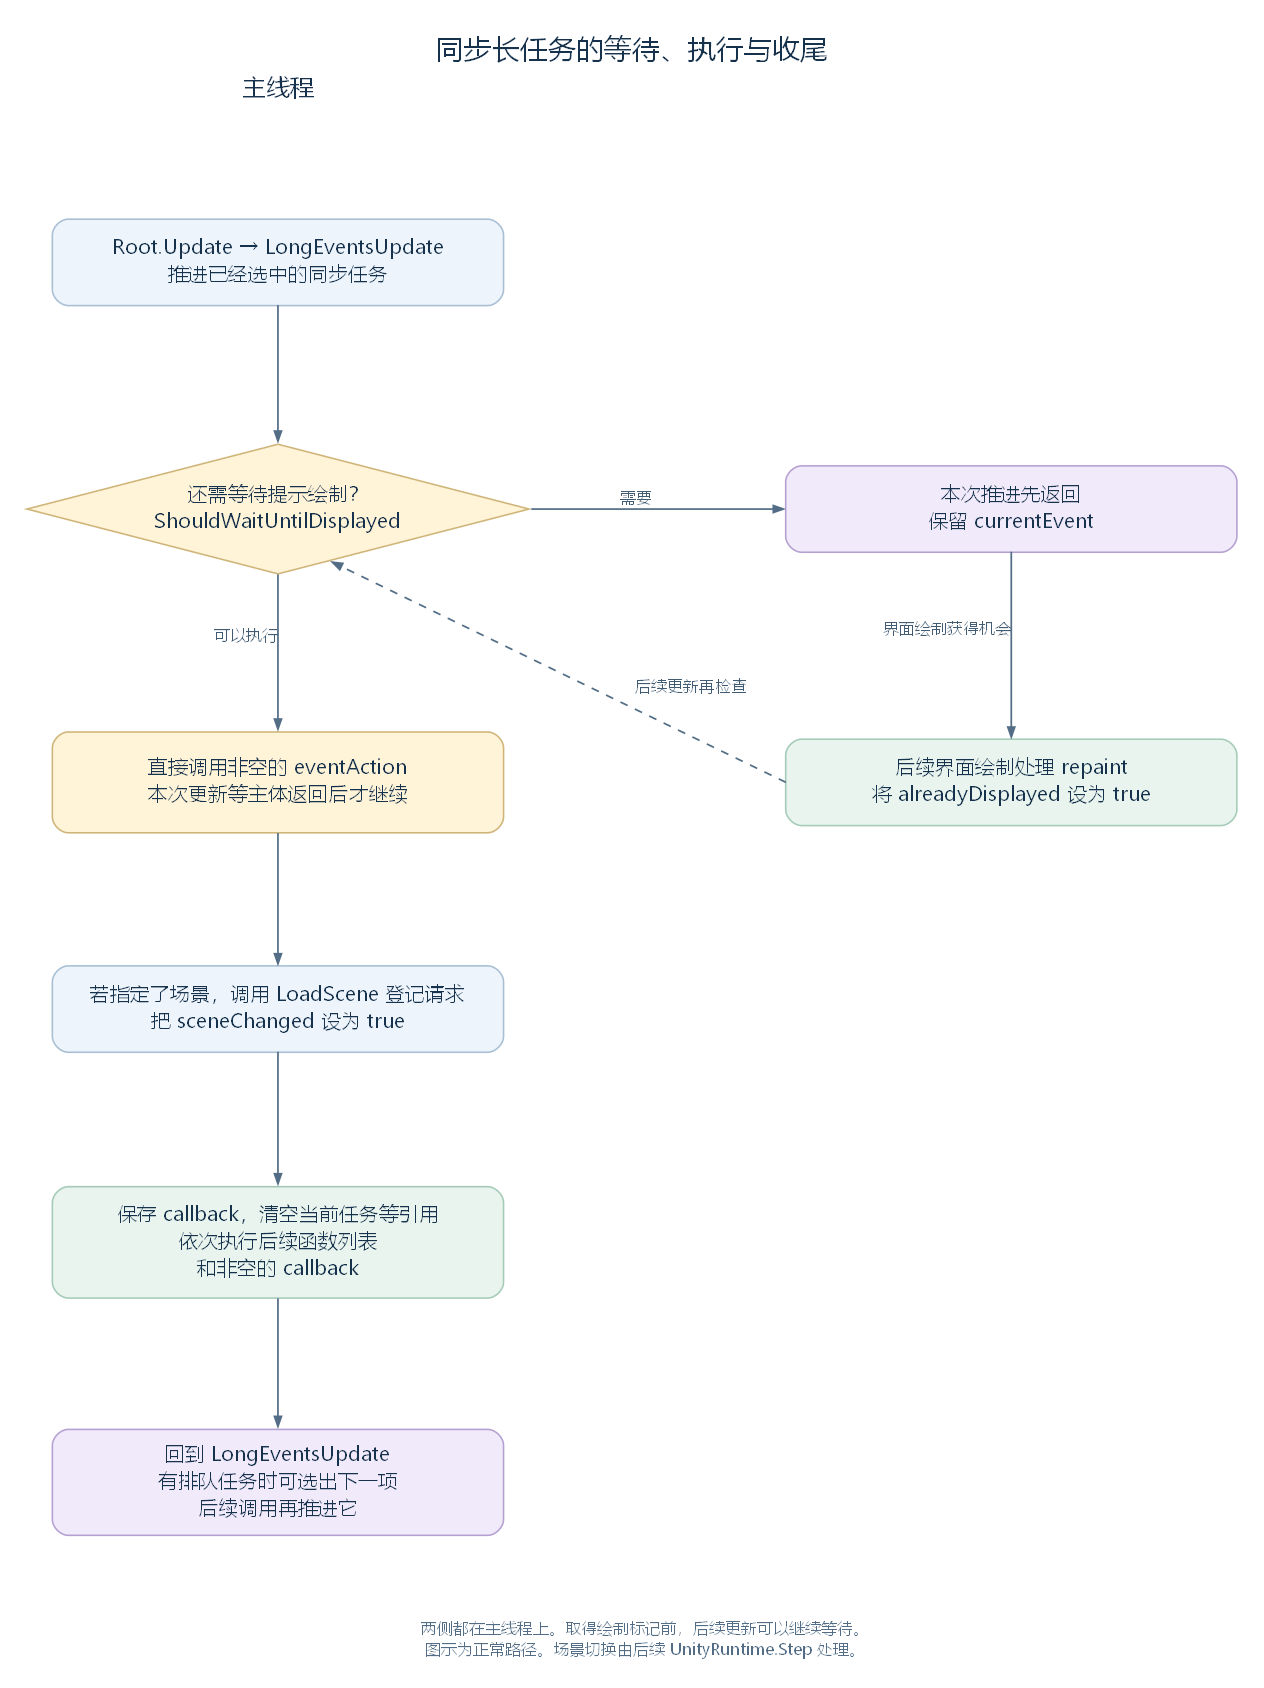 同步长任务的等待、执行与收尾
主线程
Root.Update → LongEventsUpdate
推进已经选中的同步任务
还需等待提示绘制？
ShouldWaitUntilDisplayed
需要
本次推进先返回
保留 currentEvent
可以执行
界面绘制获得机会
后续更新再检查
直接调用非空的 eventAction
本次更新等主体返回后才继续
后续界面绘制处理 repaint
将 alreadyDisplayed 设为 true
若指定了场景，调用 LoadScene 登记请求
把 sceneChanged 设为 true
保存 callback，清空当前任务等引用
依次执行后续函数列表
和非空的 callback
回到 LongEventsUpdate
有排队任务时可选出下一项
后续调用再推进它
两侧都在主线程上。取得绘制标记前，后续更新可以继续等待。
图示为正常路径。场景切换由后续 UnityRuntime.Step 处理。